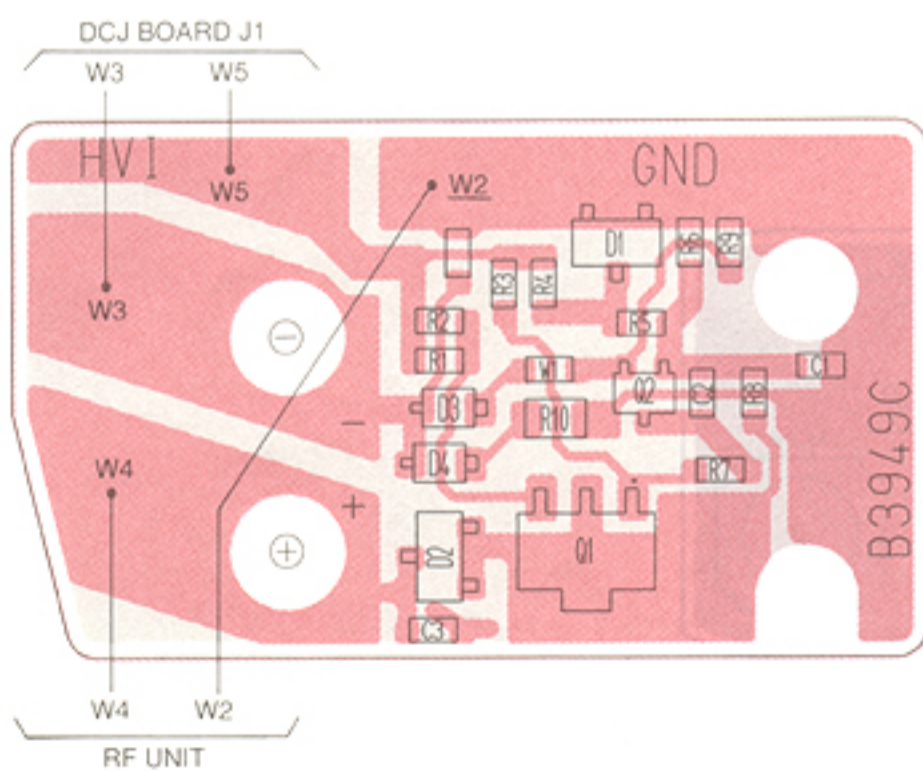 DCJ BOARD J1
W3 W5
HVI
W5
W2
GND
D1
R6
R9
R3
R4
W3
−
R2
R5
R1
W1
C1
D3
Q2
C2
R8
−
R10
W4
D4
R7
+
B3949C
D2
Q1
+
C3
W4 W2
RF UNIT